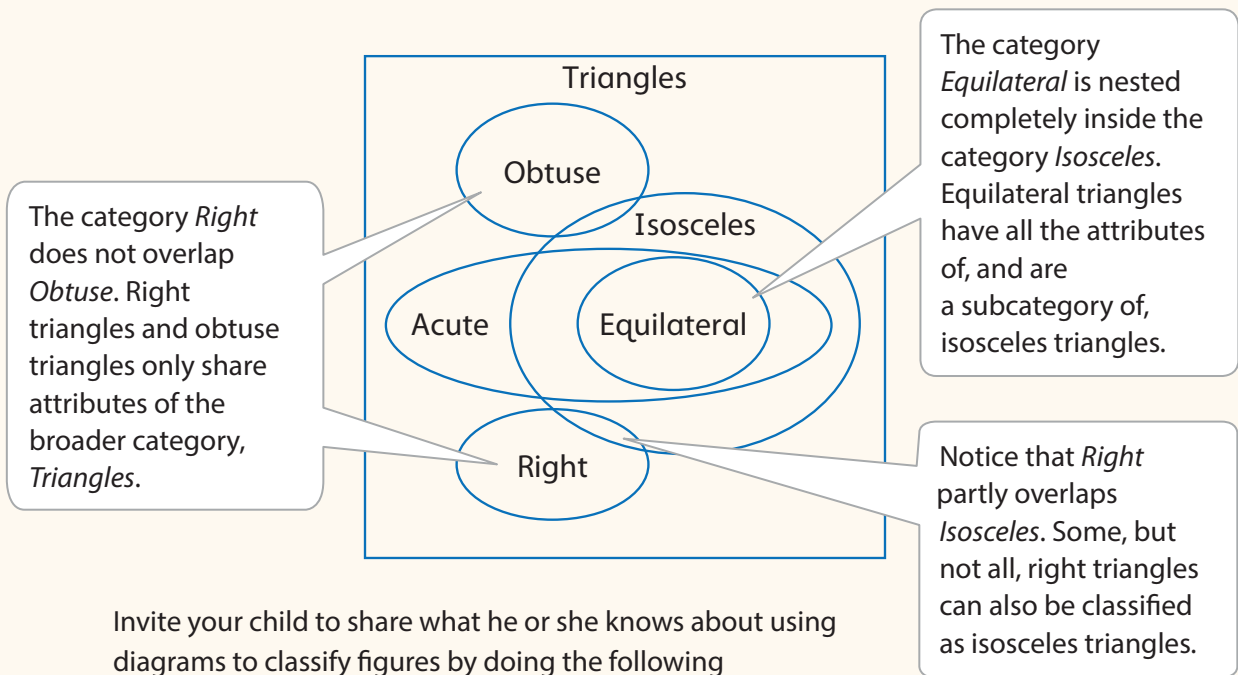 Triangles
Obtuse
Isosceles
Acute
Equilateral
Right
The category Right
does not overlap
Obtuse. Right
triangles and obtuse
triangles only share
attributes of the
broader category,
Triangles.
The category
Equilateral is nested
completely inside the
category Isosceles.
Equilateral triangles
have all the attributes
of, and are
a subcategory of,
isosceles triangles.
Notice that Right
partly overlaps
Isosceles. Some, but
not all, right triangles
can also be classified
as isosceles triangles.
Invite your child to share what he or she knows about using
diagrams to classify figures by doing the following